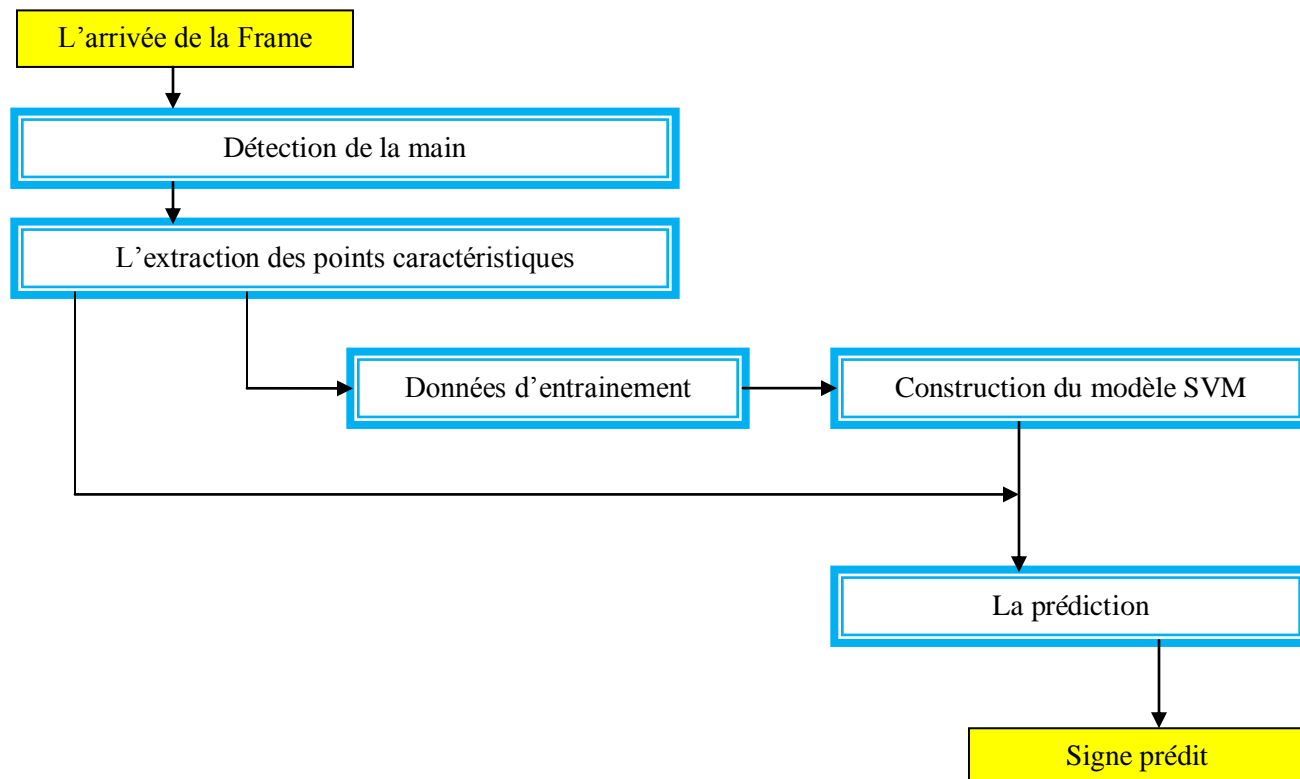 L’arrivée de la Frame
Détection de la main
L’extraction des points caractéristiques
Données d’entrainement
Construction du modèle SVM
La prédiction
Signe prédit